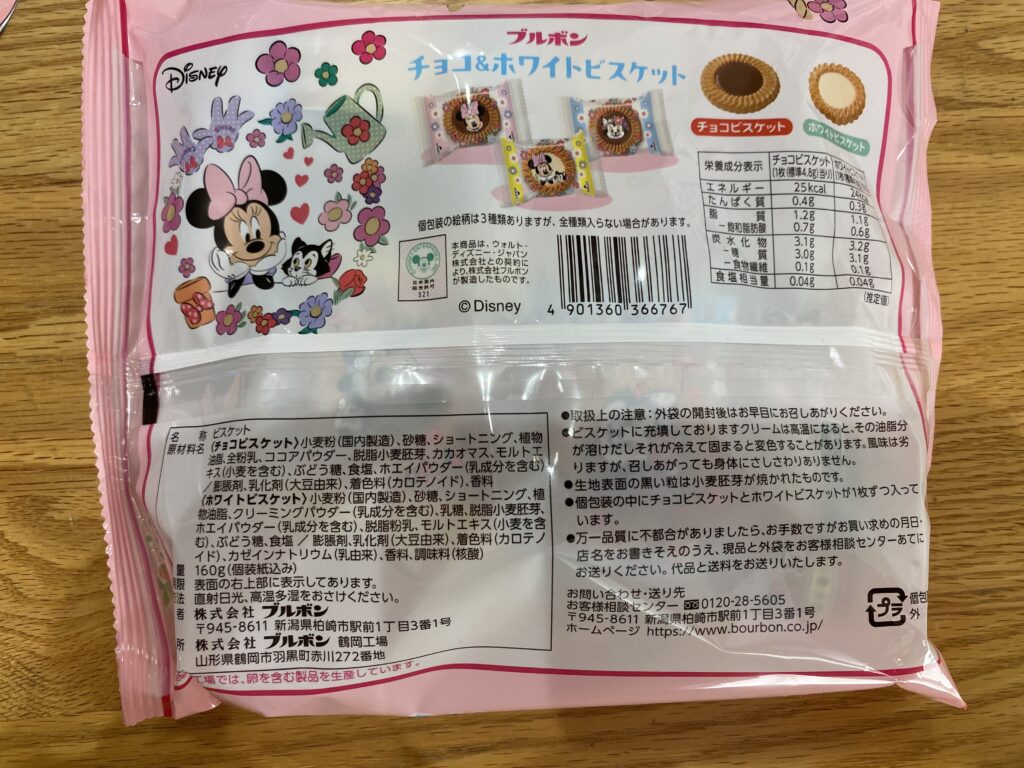 Disney
ブルボン
チョコ&ホワイトビスケット
チョコビスケット
ホワイトビスケット
個包装の絵柄は3種類ありますが、全種類入らない場合があります。
日本国内
販売許可
S21
本商品は、ウォルト・
ディズニー・ジャパン
株式会社との契約に
より、株式会社ブルボン
が製造したものです。
©Disney
4 901360 366767
栄養成分表示 チョコビスケット
(1枚(標準4.8g)当り)
エネルギー 25kcal
たんぱく質 0.4g 0.3g
脂質 1.2g 1.1g
－飽和脂肪酸 0.7g 0.6g
炭水化物 3.1g 3.2g
－糖質 3.0g 3.1g
－食物繊維 0.1g 0.1g
食塩相当量 0.04g 0.04g
(推定値)
名称 ビスケット
原材料名 〈チョコビスケット〉小麦粉(国内製造)、砂糖、ショートニング、植物
油脂、全粉乳、ココアパウダー、脱脂小麦胚芽、カカオマス、モルトエ
キス(小麦を含む)、ぶどう糖、食塩、ホエイパウダー(乳成分を含む)
／膨脹剤、乳化剤(大豆由来)、着色料(カロテノイド)、香料
〈ホワイトビスケット〉小麦粉(国内製造)、砂糖、ショートニング、植
物油脂、クリーミングパウダー(乳成分を含む)、乳糖、脱脂小麦胚芽、
ホエイパウダー(乳成分を含む)、脱脂粉乳、モルトエキス(小麦を含
む)、ぶどう糖、食塩／膨脹剤、乳化剤(大豆由来)、着色料(カロテノ
イド)、カゼインナトリウム(乳由来)、香料、調味料(核酸)
量 160g(個装紙込み)
限 表面の右上部に表示してあります。
法 直射日光、高温多湿をおさけください。
者 株式会社 ブルボン
〒945-8611 新潟県柏崎市駅前1丁目3番1号
所 株式会社 ブルボン 鶴岡工場
山形県鶴岡市羽黒町赤川272番地
工場では、卵を含む製品を生産しています。
●取扱上の注意：外袋の開封後はお早目にお召しあがりください。
●ビスケットに充填しておりますクリームは高温になると、その油脂分
が溶けだしそれが冷えて固まると変色することがあります。風味は劣
りますが、召しあがっても身体にさしさわりありません。
●生地表面の黒い粒は小麦胚芽が焼かれたものです。
●個包装の中にチョコビスケットとホワイトビスケットが1枚ずつ入って
います。
●万一品質に不都合がありましたら、お手数ですがお買い求めの月日・
店名をお書きそえのうえ、現品と外袋をお客様相談センターあてに
お送りください。代品と送料をお送りいたします。
お問い合わせ・送り先
お客様相談センター 0120-28-5605
〒945-8611 新潟県柏崎市駅前1丁目3番1号
ホームページ https://www.bourbon.co.jp/
プラ
個包
外